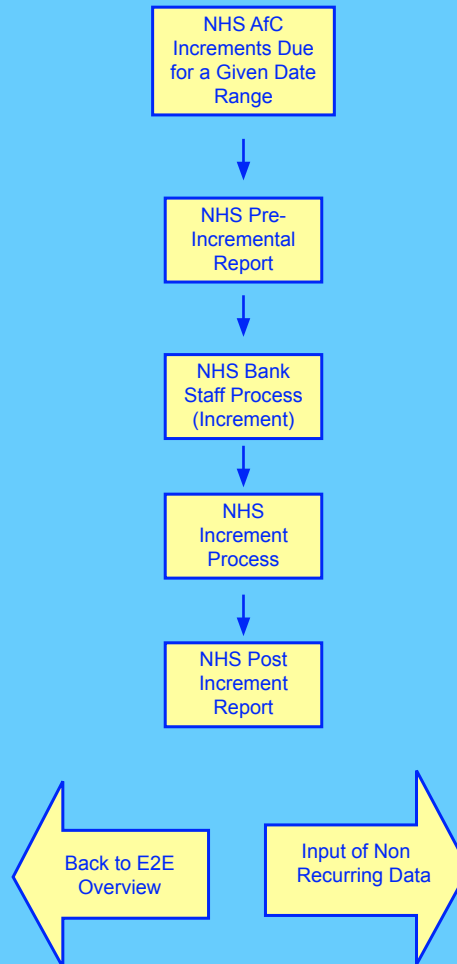 NHS AfC
Increments Due
for a Given Date
Range
NHS Pre-
Incremental
Report
NHS Bank
Staff Process
(Increment)
NHS
Increment
Process
NHS Post
Increment
Report
Back to E2E
Overview
Input of Non
Recurring Data